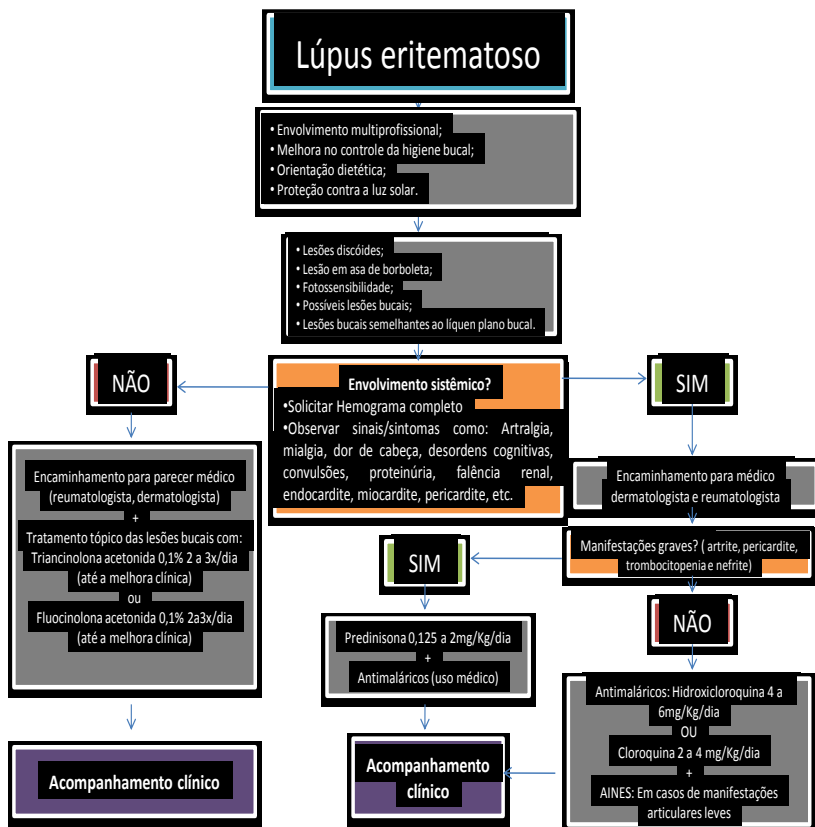 Lúpus eritematoso
• Envolvimento multiprofissional;
• Melhora no controle da higiene bucal;
• Orientação dietética;
• Proteção contra a luz solar.
• Lesões discóides;
• Lesão em asa de borboleta;
• Fotossensibilidade;
• Possíveis lesões bucais;
• Lesões bucais semelhantes ao líquen plano bucal.
NÃO
Envolvimento sistêmico?
•Solicitar Hemograma completo
•Observar sinais/sintomas como: Artralgia,
mialgia, dor de cabeça, desordens cognitivas,
convulsões, proteinúria, falência renal,
endocardite, miocardite, pericardite, etc.
SIM
Encaminhamento para parecer médico
(reumatologista, dermatologista)
+
Tratamento tópico das lesões bucais com:
Triancinolona acetonida 0,1% 2 a 3x/dia
(até a melhora clínica)
ou
Fluocinolona acetonida 0,1% 2a3x/dia
(até a melhora clínica)
Encaminhamento para médico
dermatologista e reumatologista
Manifestações graves? ( artrite, pericardite,
trombocitopenia e nefrite)
SIM
NÃO
Predinisona 0,125 a 2mg/Kg/dia
+
Antimaláricos (uso médico)
Antimaláricos: Hidroxicloroquina 4 a
6mg/Kg/dia
OU
Cloroquina 2 a 4 mg/Kg/dia
+
AINES: Em casos de manifestações
articulares leves
Acompanhamento clínico
Acompanhamento
clínico